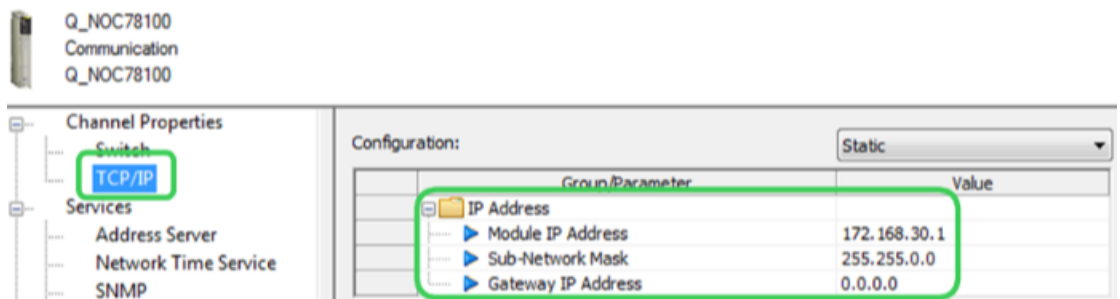 Q_NOC78100
Communication
Q_NOC78100
Channel Properties
Switch
TCP/IP
Services
Address Server
Network Time Service
SNMP
Configuration:
Static
Group/Parameter Value
IP Address
Module IP Address 172.168.30.1
Sub-Network Mask 255.255.0.0
Gateway IP Address 0.0.0.0